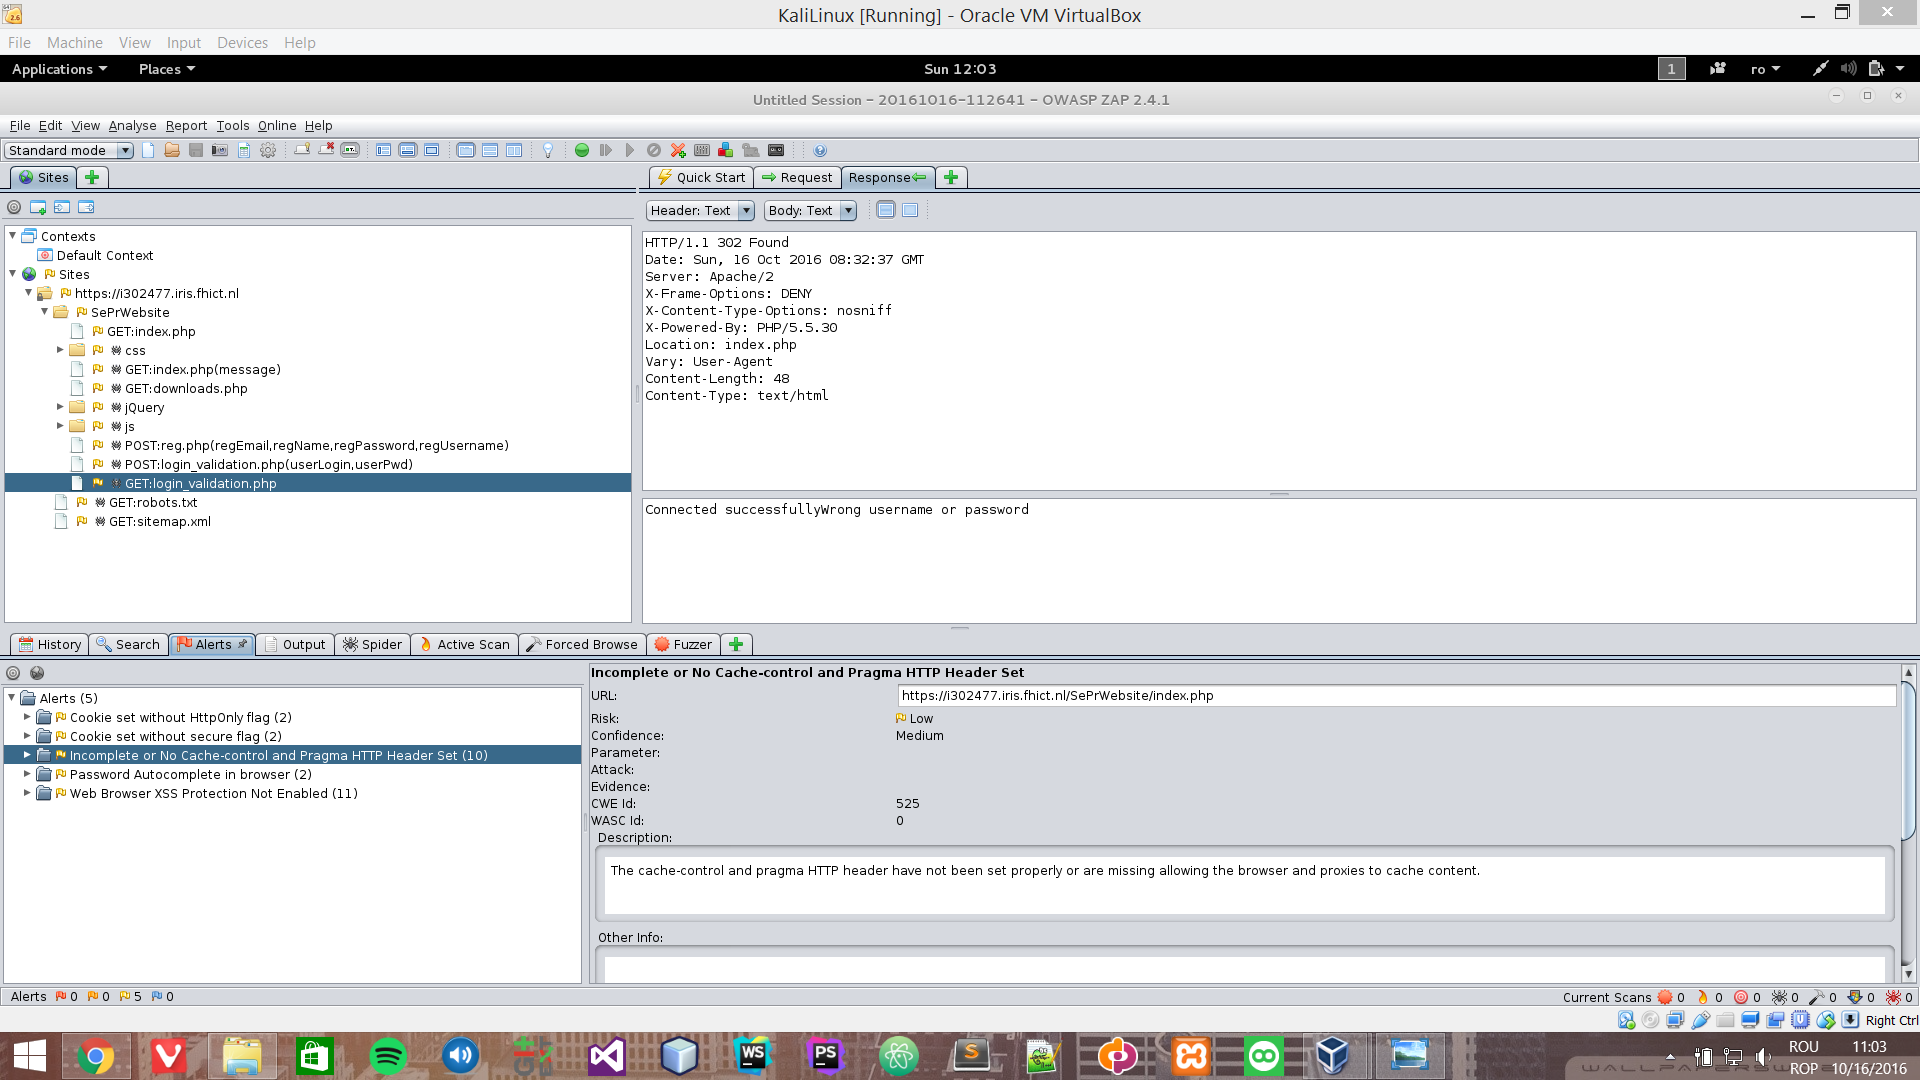 KaliLinux [Running] - Oracle VM VirtualBox
File Machine View Input Devices Help
Applications Places Sun 12:03 1 ro
Untitled Session - 20161016-112641 - OWASP ZAP 2.4.1
File Edit View Analyse Report Tools Online Help
Standard mode
Sites
Quick Start Request Response
Header: Text Body: Text
Contexts
Default Context
Sites
https://i302477.iris.fhict.nl
SePrWebsite
GET:index.php
css
GET:index.php(message)
GET:downloads.php
jQuery
js
POST:reg.php(regEmail,regName,regPassword,regUsername)
POST:login_validation.php(userLogin,userPwd)
GET:login_validation.php
GET:robots.txt
GET:sitemap.xml
HTTP/1.1 302 Found
Date: Sun, 16 Oct 2016 08:32:37 GMT
Server: Apache/2
X-Frame-Options: DENY
X-Content-Type-Options: nosniff
X-Powered-By: PHP/5.5.30
Location: index.php
Vary: User-Agent
Content-Length: 48
Content-Type: text/html
Connected successfullyWrong username or password
History Search Alerts Output Spider Active Scan Forced Browse Fuzzer
Alerts (5)
Cookie set without HttpOnly flag (2)
Cookie set without secure flag (2)
Incomplete or No Cache-control and Pragma HTTP Header Set (10)
Password Autocomplete in browser (2)
Web Browser XSS Protection Not Enabled (11)
Incomplete or No Cache-control and Pragma HTTP Header Set
URL: https://i302477.iris.fhict.nl/SePrWebsite/index.php
Risk: Low
Confidence: Medium
Parameter:
Attack:
Evidence:
CWE Id: 525
WASC Id: 0
Description:
The cache-control and pragma HTTP header have not been set properly or are missing allowing the browser and proxies to cache content.
Other Info:
Alerts 0 0 5 0
Current Scans 0 0 0 0 0 0 0
Right Ctrl
WS PS
ROU 11:03
ROP 10/16/2016